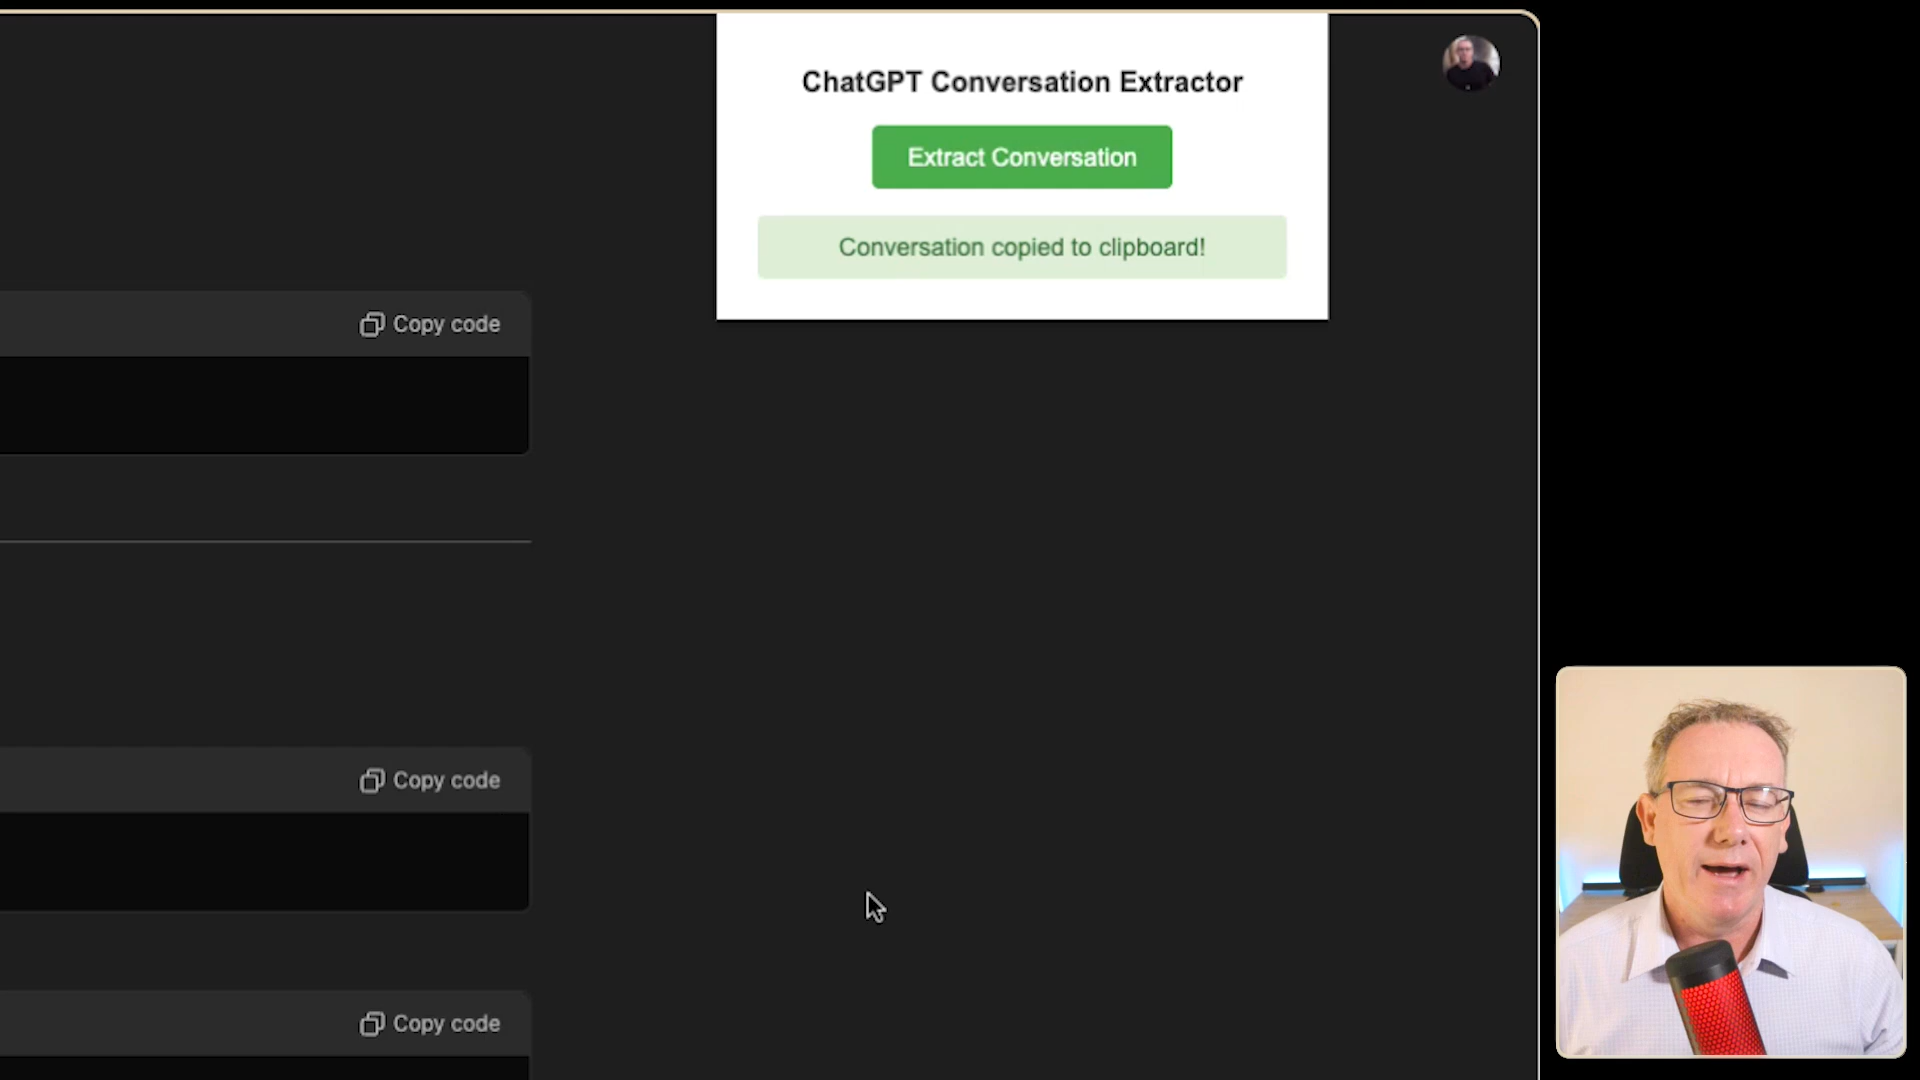 ChatGPT Conversation Extractor
Extract Conversation
Conversation copied to clipboard!
Copy code
Copy code
Copy code